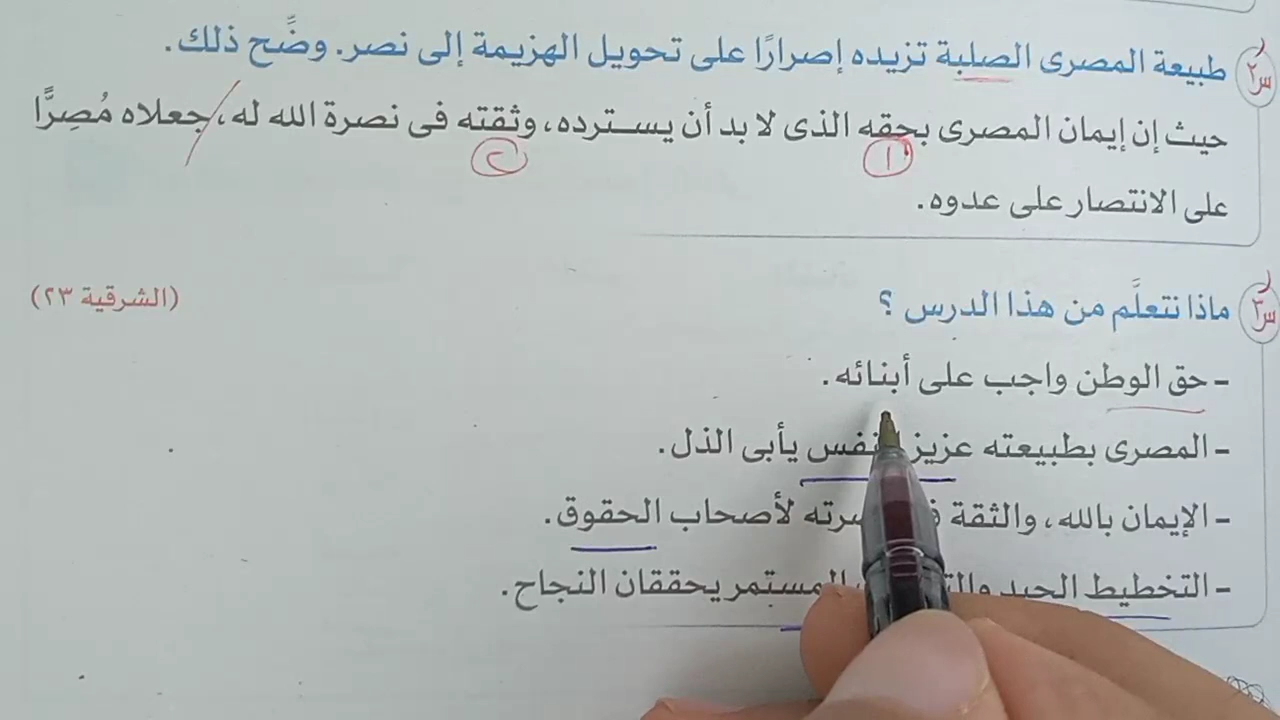 س٢ طبيعة المصرى الصلبة تزيده إصرارًا على تحويل الهزيمة إلى نصر. وضِّح ذلك.
حيث إن إيمان المصرى بحقه الذى لا بد أن يسترده، وثقته فى نصرة الله له، جعلاه مُصِرًّا
١ ٢
على الانتصار على عدوه.
س٣ ماذا نتعلَّم من هذا الدرس ؟ (الشرقية ٢٣)
- حق الوطن واجب على أبنائه.
- المصرى بطبيعته عزيز النفس يأبى الذل.
- الإيمان بالله، والثقة فى نصرته لأصحاب الحقوق.
- التخطيط الجيد المستمر يحققان النجاح.